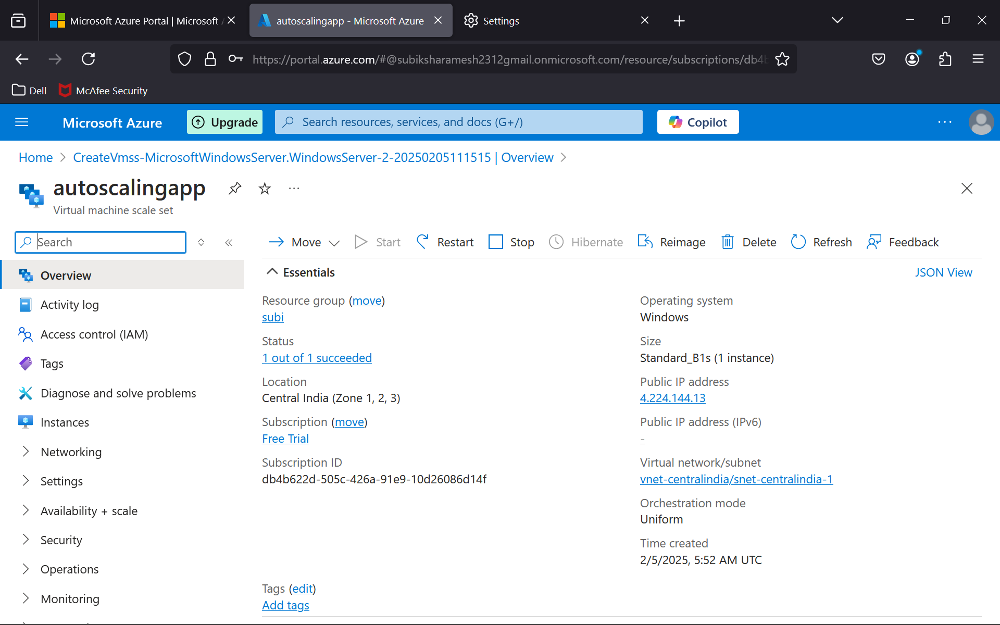 Microsoft Azure Portal | Microsoft
autoscalingapp - Microsoft Azure
Settings
https://portal.azure.com/#@subiksharamesh2312gmail.onmicrosoft.com/resource/subscriptions/db4b
Dell
McAfee Security
Microsoft Azure
Upgrade
Search resources, services, and docs (G+/)
Copilot
Home > CreateVmss-MicrosoftWindowsServer.WindowsServer-2-20250205111515 | Overview >
autoscalingapp
Virtual machine scale set
Search
Move
Start
Restart
Stop
Hibernate
Reimage
Delete
Refresh
Feedback
Overview
Activity log
Access control (IAM)
Tags
Diagnose and solve problems
Instances
Networking
Settings
Availability + scale
Security
Operations
Monitoring
Essentials
JSON View
Resource group (move)
subi
Status
1 out of 1 succeeded
Location
Central India (Zone 1, 2, 3)
Subscription (move)
Free Trial
Subscription ID
db4b622d-505c-426a-91e9-10d26086d14f
Operating system
Windows
Size
Standard_B1s (1 instance)
Public IP address
4.224.144.13
Public IP address (IPv6)
-
Virtual network/subnet
vnet-centralindia/snet-centralindia-1
Orchestration mode
Uniform
Time created
2/5/2025, 5:52 AM UTC
Tags (edit)
Add tags